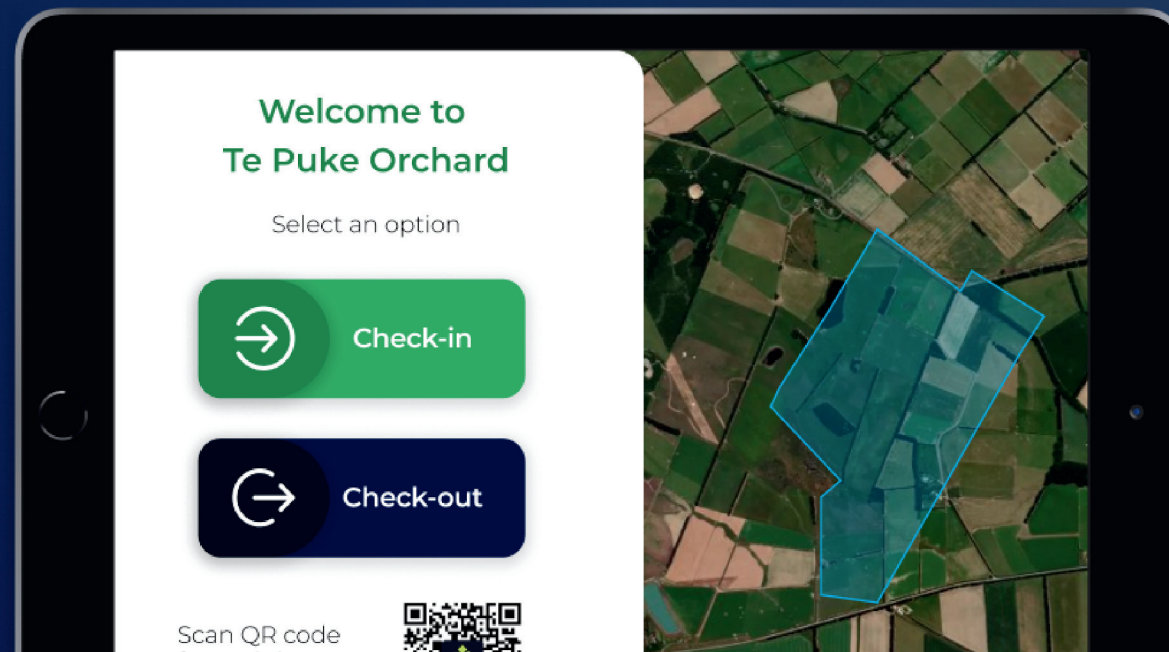 Welcome to
Te Puke Orchard
Select an option
Check-in
Check-out
Scan QR code